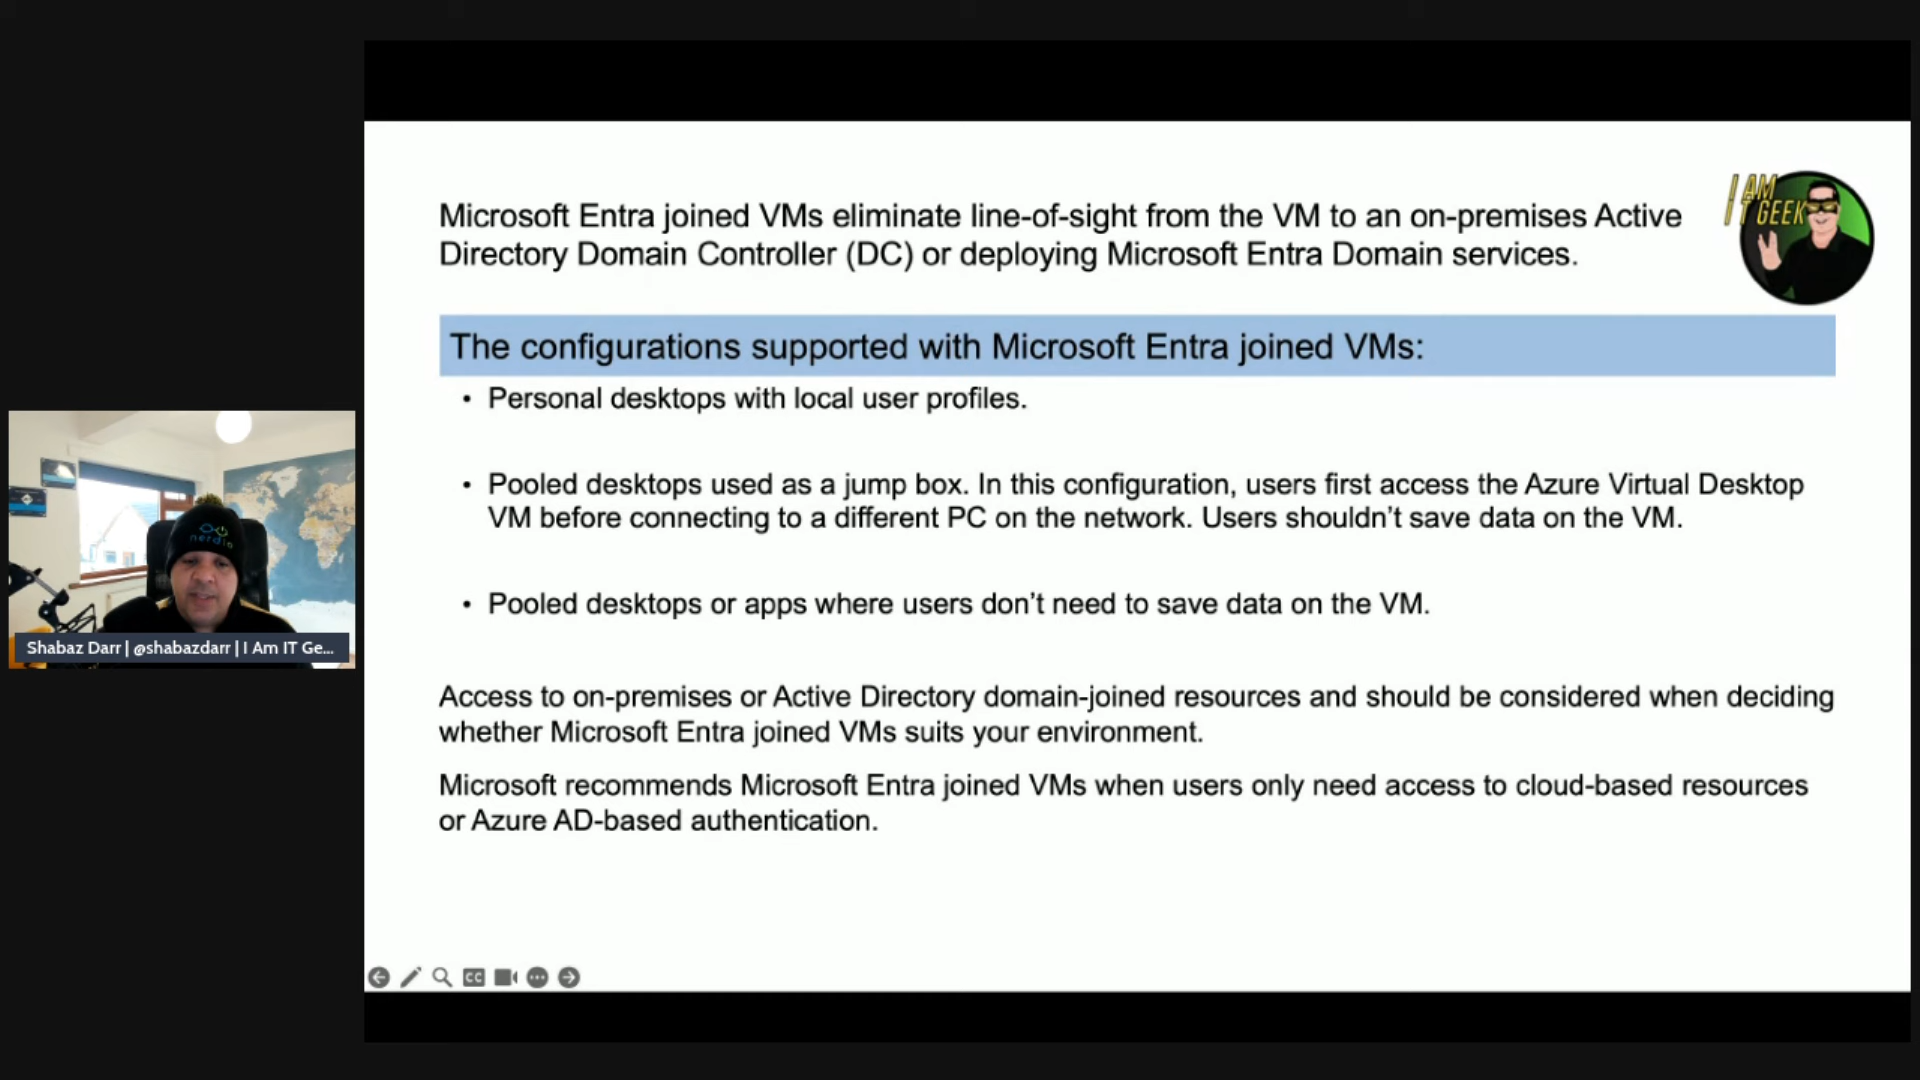 Microsoft Entra joined VMs eliminate line-of-sight from the VM to an on-premises Active
Directory Domain Controller (DC) or deploying Microsoft Entra Domain services.
I AM
IT GEEK
The configurations supported with Microsoft Entra joined VMs:
• Personal desktops with local user profiles.
• Pooled desktops used as a jump box. In this configuration, users first access the Azure Virtual Desktop
VM before connecting to a different PC on the network. Users shouldn’t save data on the VM.
• Pooled desktops or apps where users don’t need to save data on the VM.
Access to on-premises or Active Directory domain-joined resources and should be considered when deciding
whether Microsoft Entra joined VMs suits your environment.
Microsoft recommends Microsoft Entra joined VMs when users only need access to cloud-based resources
or Azure AD-based authentication.
nerdio
Shabaz Darr | @shabazdarr | I Am IT Ge...
CC